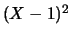 (X − 1)²